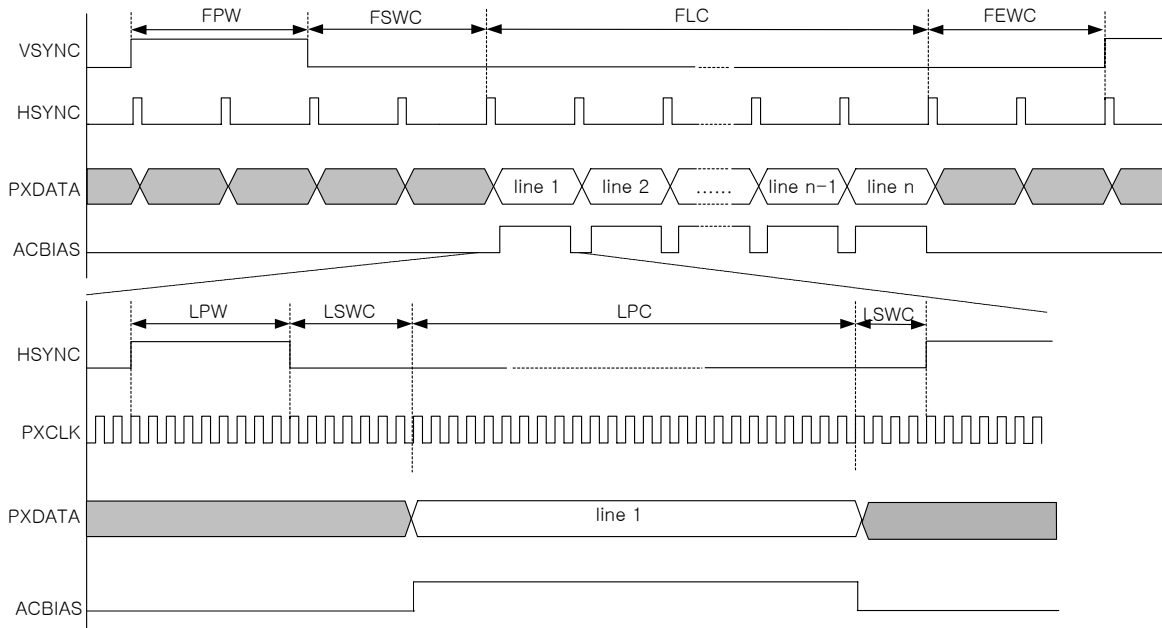 FPW FSWC FLC FEWC
VSYNC
HSYNC
PXDATA line 1 line 2 ...... line n-1 line n
ACBIAS
LPW LSWC LPC LSWC
HSYNC
PXCLK
PXDATA line 1
ACBIAS